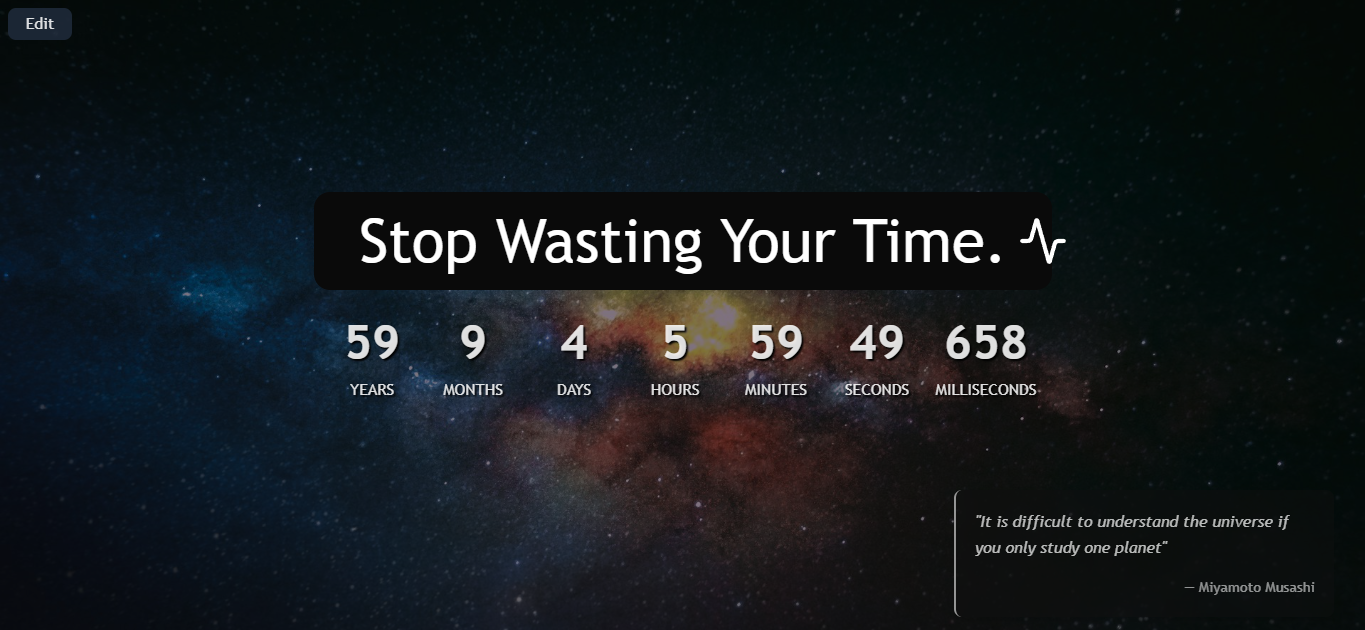 Edit
Stop Wasting Your Time.
59 9 4 5 59 49 658
YEARS MONTHS DAYS HOURS MINUTES SECONDS MILLISECONDS
"It is difficult to understand the universe if
you only study one planet"
— Miyamoto Musashi